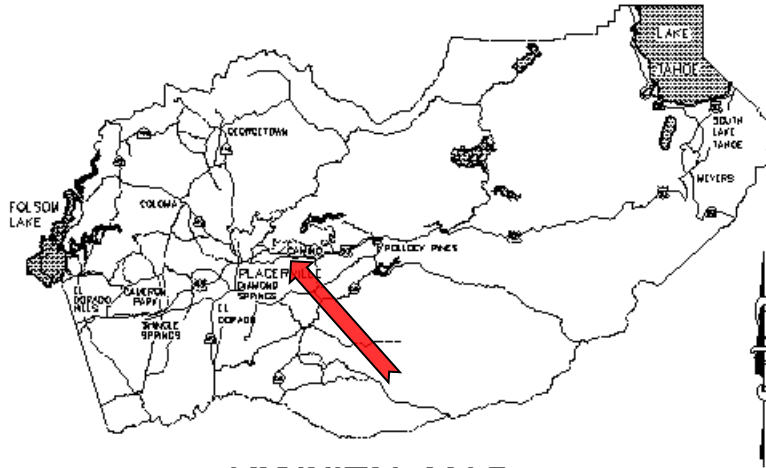 LAKE
TAHOE
SOUTH
LAKE
TAHOE
MEYERS
GEORGETOWN
FOLSOM
LAKE
COLOMA
CAMINO
POLLOCK PINES
PLACERVILLE
DIAMOND
SPRINGS
EL
DORADO
HILLS
CAMERON
PARK
EL
DORADO
SHINGLE
SPRINGS